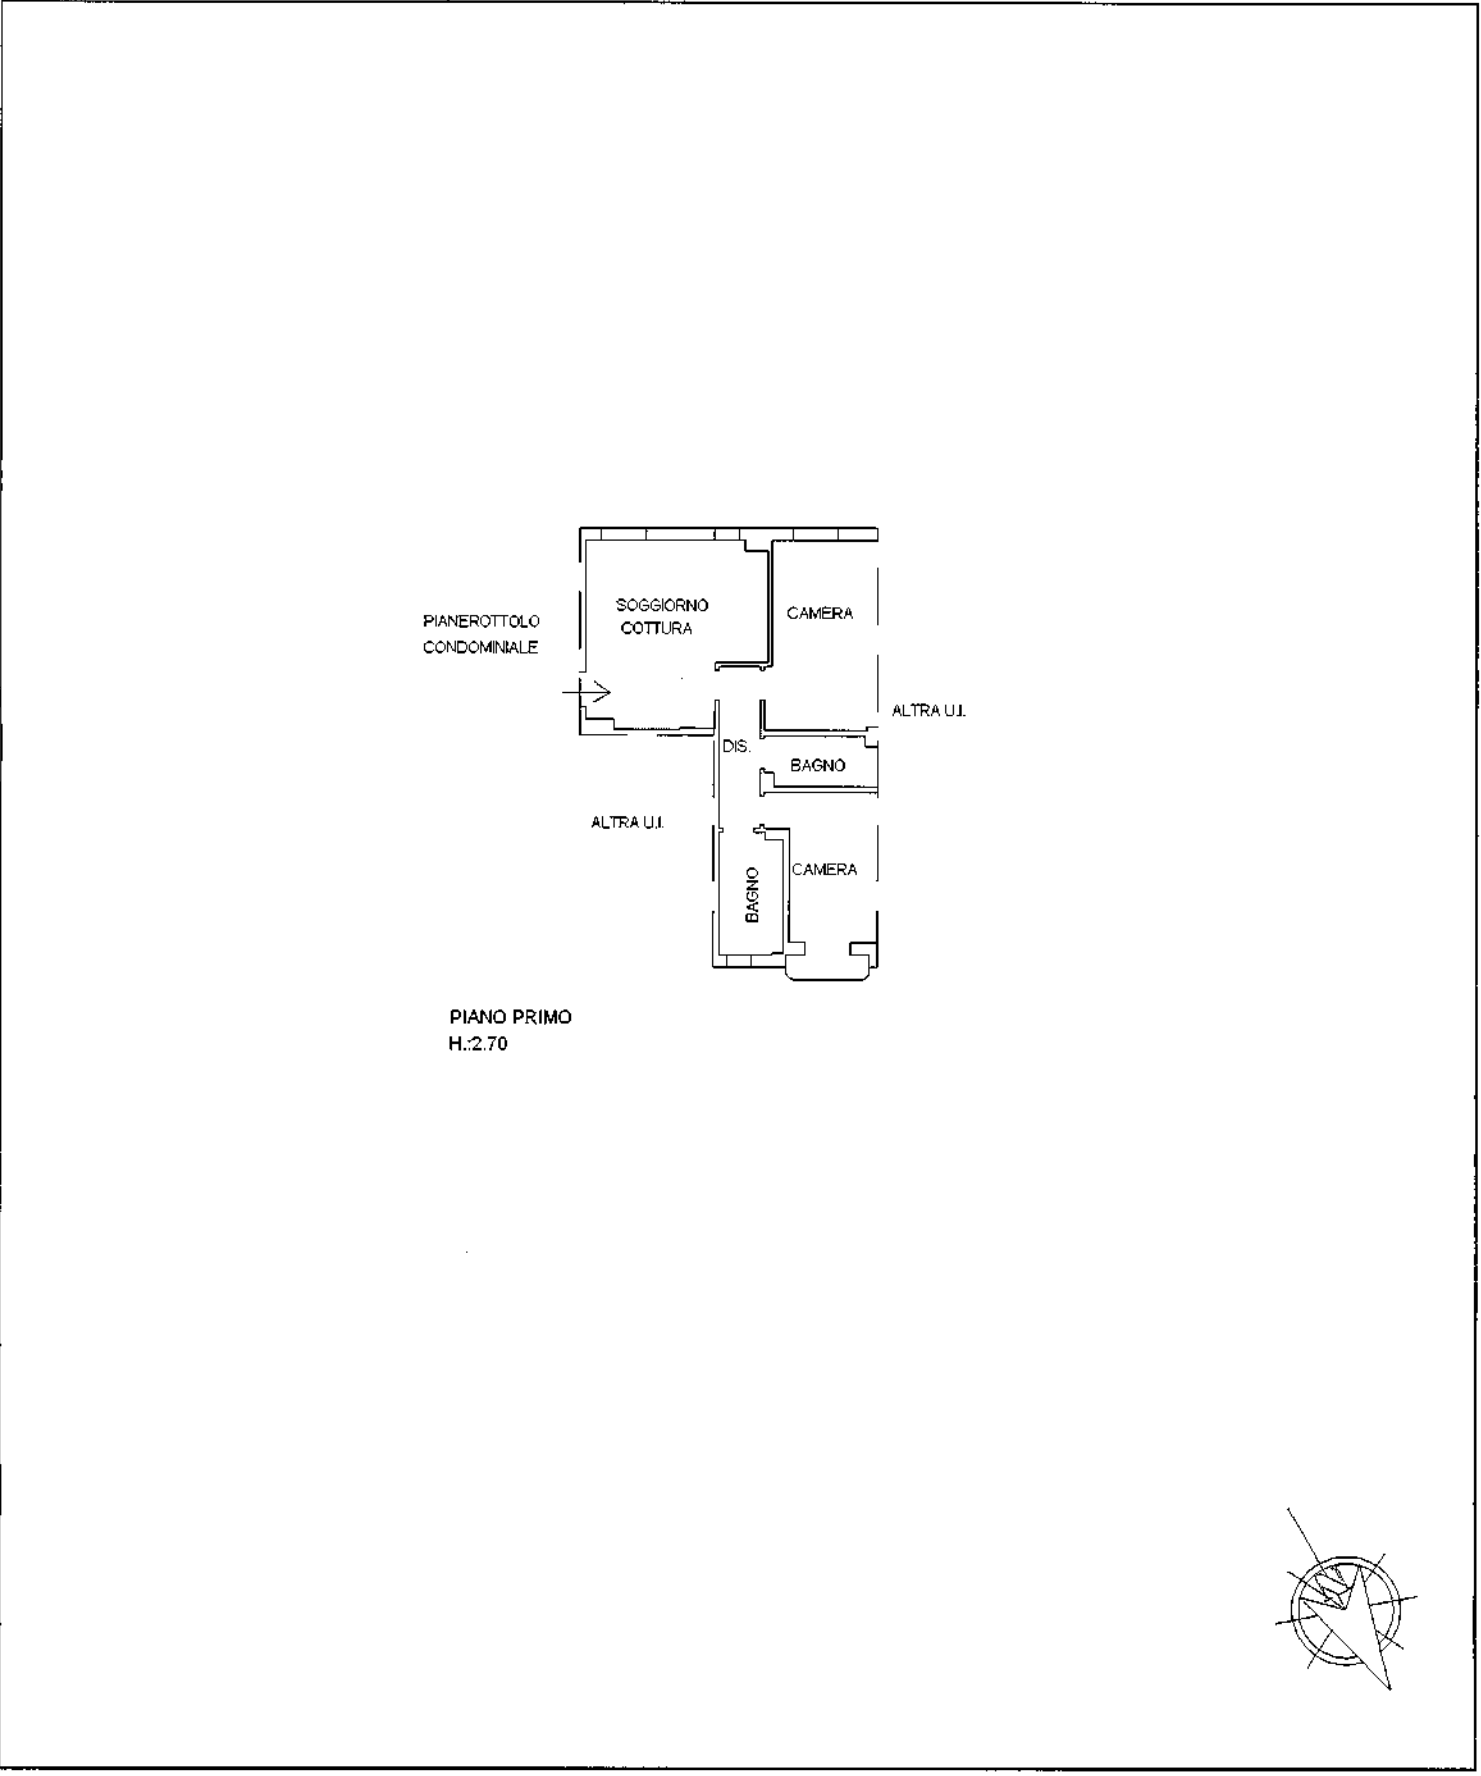 SOGGIORNO
COTTURA
CAMERA
PIANEROTTOLO
CONDOMINIALE
ALTRA U.I.
DIS.
BAGNO
ALTRA U.I.
CAMERA
BAGNO
PIANO PRIMO
H.:2.70
N